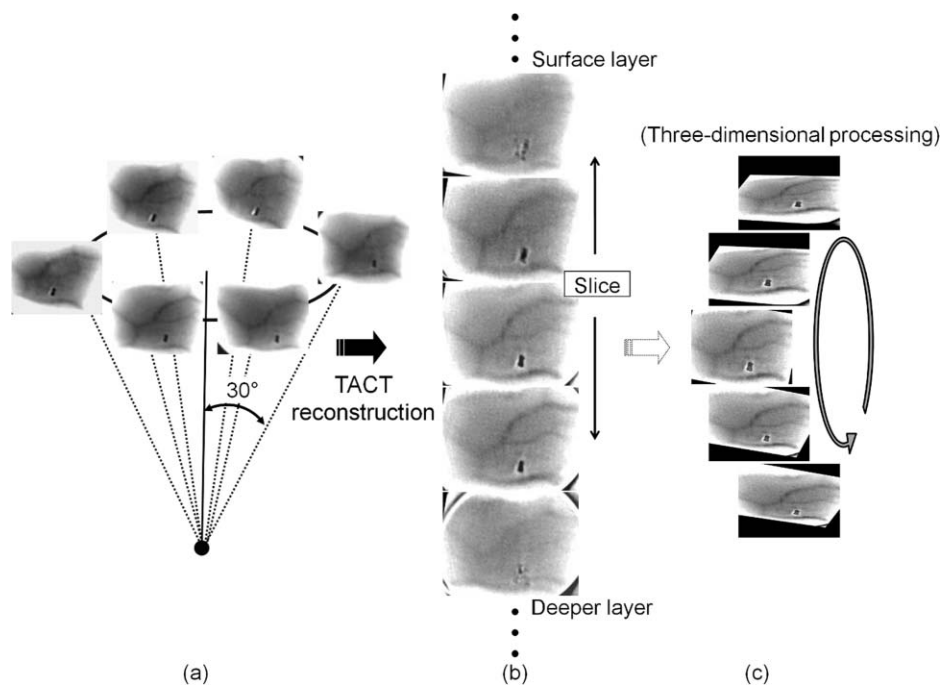 Surface layer
(Three-dimensional processing)
Slice
30°
TACT
reconstruction
Deeper layer
(a)
(b)
(c)